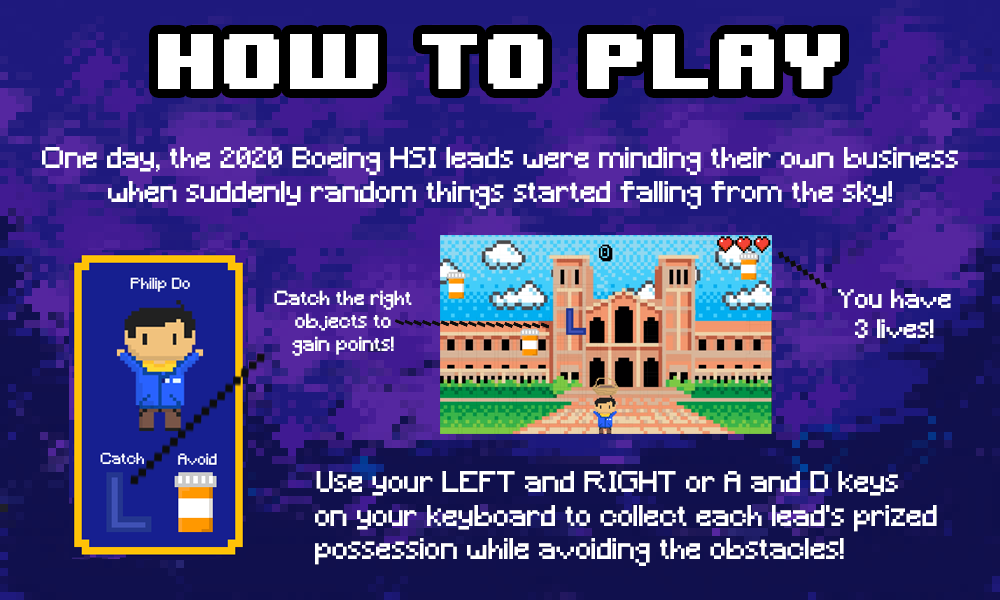 HOW TO PLAY
One day, the 2020 Boeing HSI leads were minding their own business
when suddenly random things started falling from the sky!
Philip Do
Catch
Avoid
L
Catch the right
objects to
gain points!
0
L
You have
3 lives!
Use your LEFT and RIGHT or A and D keys
on your keyboard to collect each lead's prized
possession while avoiding the obstacles!